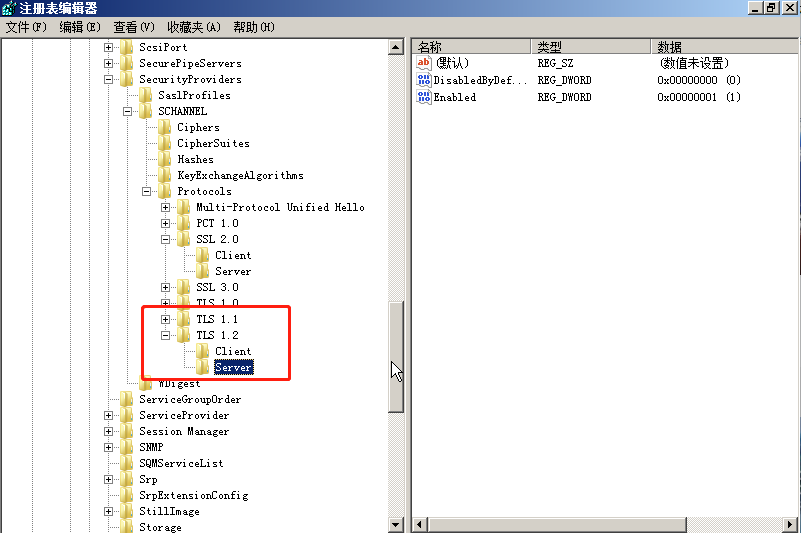 注册表编辑器
文件(F) 编辑(E) 查看(V) 收藏夹(A) 帮助(H)
ScsiPort
SecurePipeServers
SecurityProviders
SaslProfiles
SCHANNEL
Ciphers
CipherSuites
Hashes
KeyExchangeAlgorithms
Protocols
Multi-Protocol Unified Hello
PCT 1.0
SSL 2.0
Client
Server
SSL 3.0
TLS 1.0
TLS 1.1
TLS 1.2
Client
Server
WDigest
ServiceGroupOrder
ServiceProvider
Session Manager
SNMP
SQMServiceList
Srp
SrpExtensionConfig
StillImage
Storage
名称 类型 数据
(默认) REG_SZ (数值未设置)
DisabledByDef... REG_DWORD 0x00000000 (0)
Enabled REG_DWORD 0x00000001 (1)